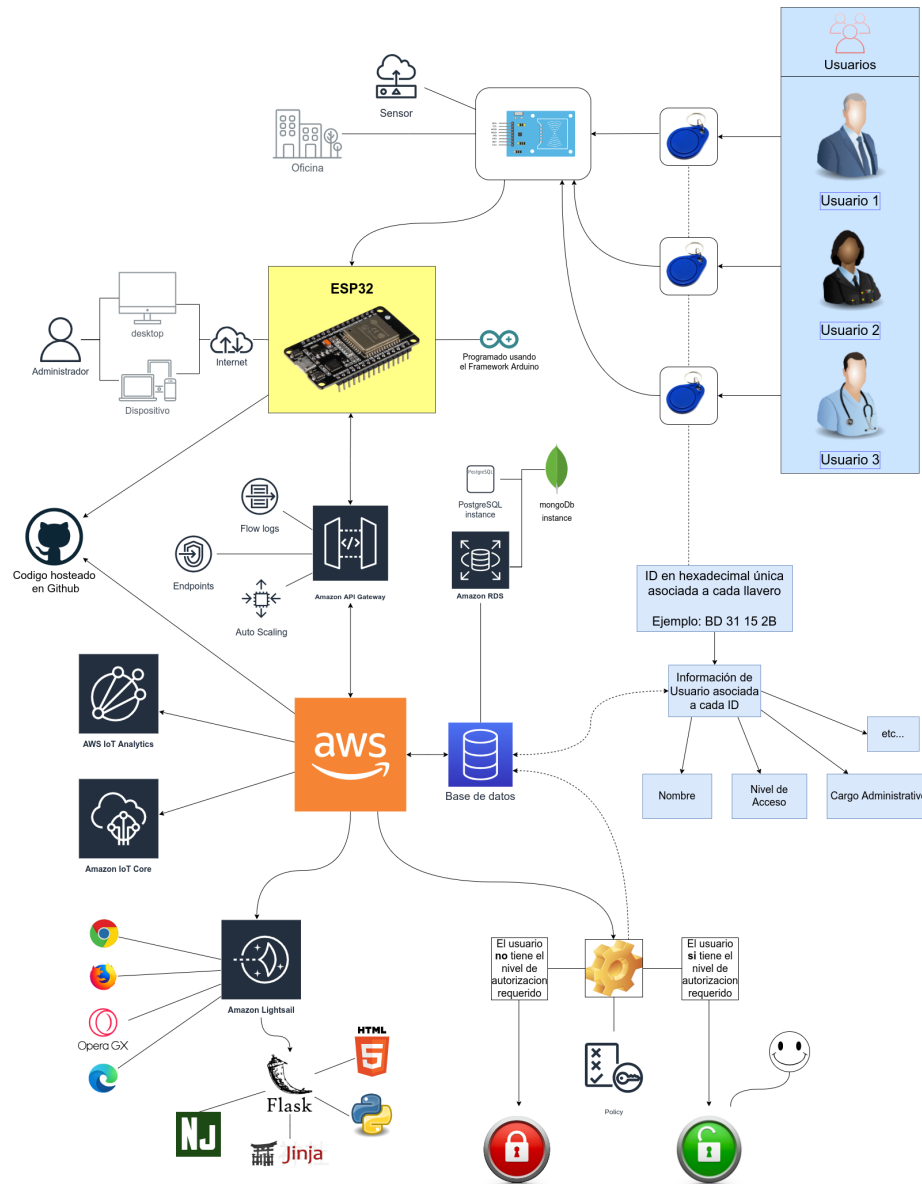 Usuarios
Usuario 1
Usuario 2
Usuario 3
Sensor
Oficina
ESP32
Programado usando
el Framework Arduino
desktop
Administrador
Internet
Dispositivo
Codigo hosteado
en Github
Flow logs
Endpoints
Auto Scaling
Amazon API Gateway
PostgreSQL
PostgreSQL
instance
mongoDb
instance
Amazon RDS
ID en hexadecimal única
asociada a cada llavero
Ejemplo: BD 31 15 2B
Información de
Usuario asociada
a cada ID
etc...
Nombre
Nivel de
Acceso
Cargo Administrativo
AWS IoT Analytics
Amazon IoT Core
aws
Base de datos
Amazon Lightsail
Opera GX
HTML
5
Flask
NJ
Jinja
El usuario
no tiene el
nivel de
autorizacion
requerido
El usuario
si tiene el
nivel de
autorizacion
requerido
Policy